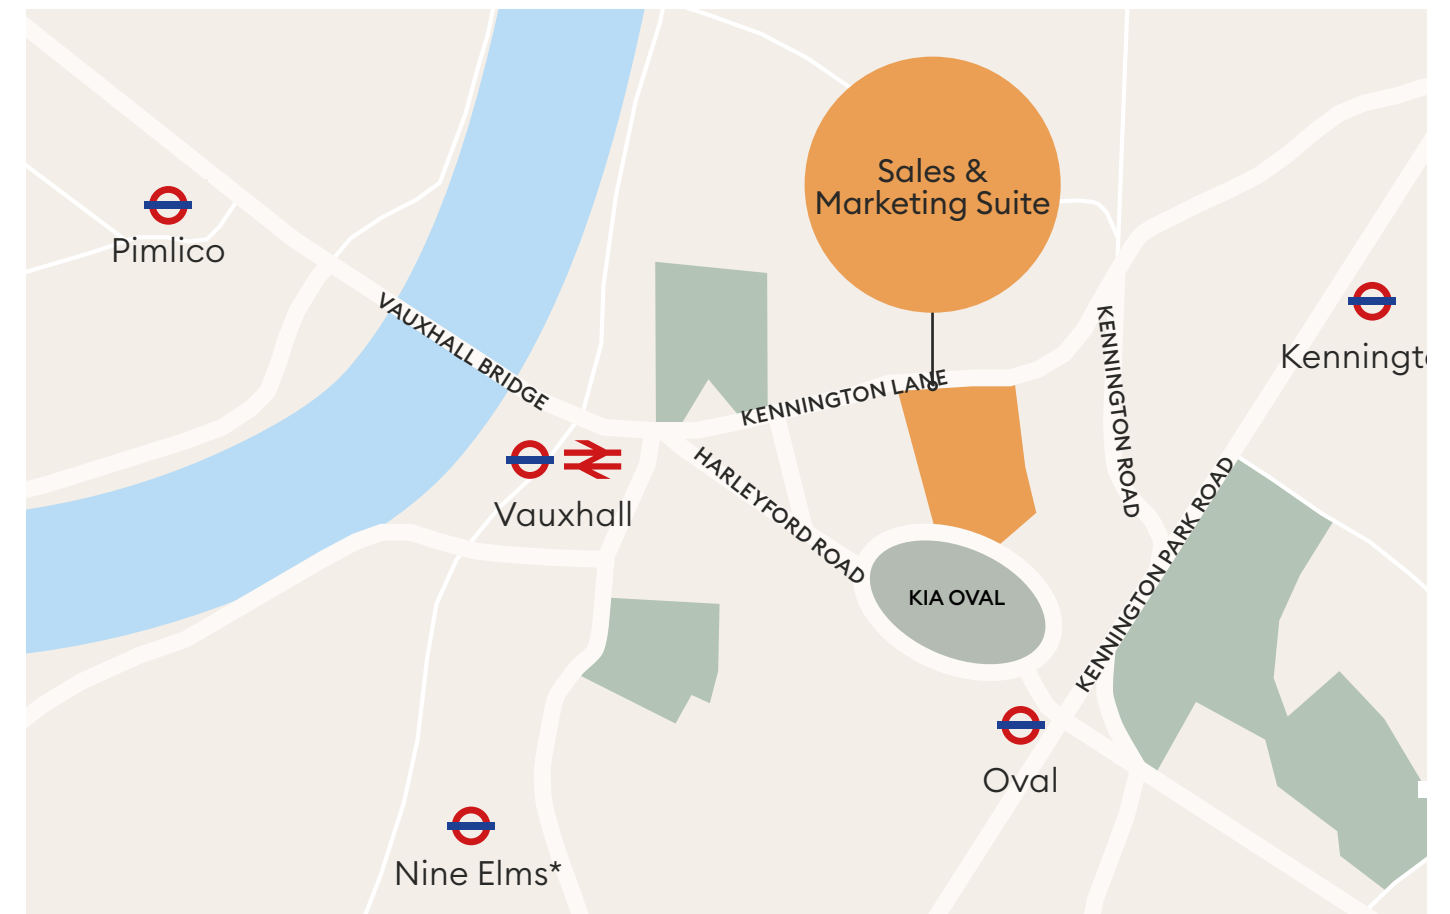 Sales &
Marketing Suite
Pimlico
VAUXHALL BRIDGE
KENNINGTON LANE
KENNINGTON ROAD
Kenningt
Vauxhall
HARLEYFORD ROAD
KENNINGTON PARK ROAD
KIA OVAL
Oval
Nine Elms*